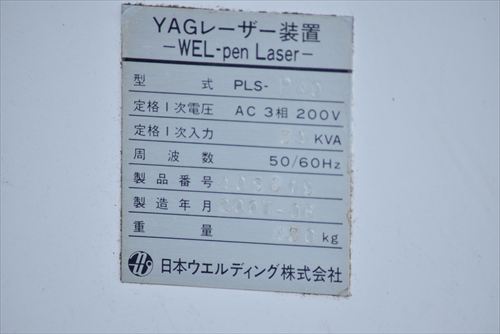 YAGレーザー装置
-WEL-pen Laser-
型式 PLS-
定格1次電圧 AC 3相 200V
定格1次入力 KVA
周波数 50/60Hz
製品番号
製造年月
重量 kg
日本ウエルディング株式会社